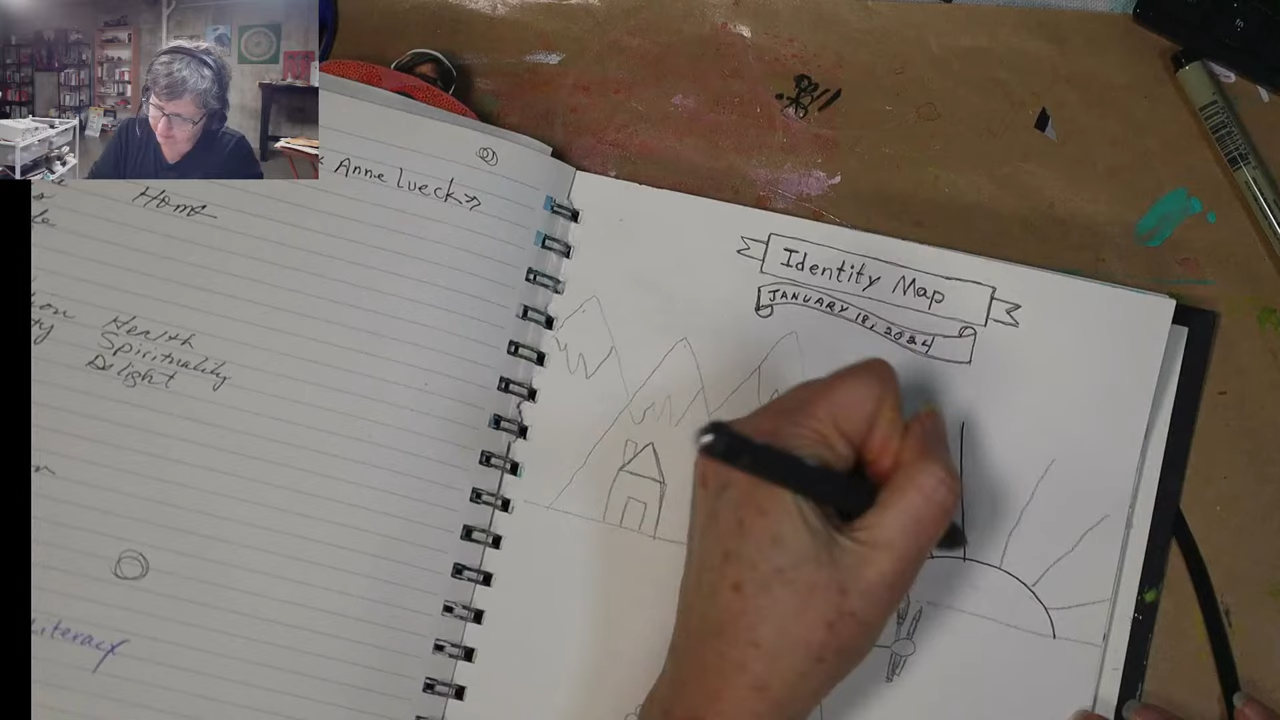 Anne Lueck
Home
Health
Spirituality
Delight
Literacy
Identity Map
JANUARY 18, 2024